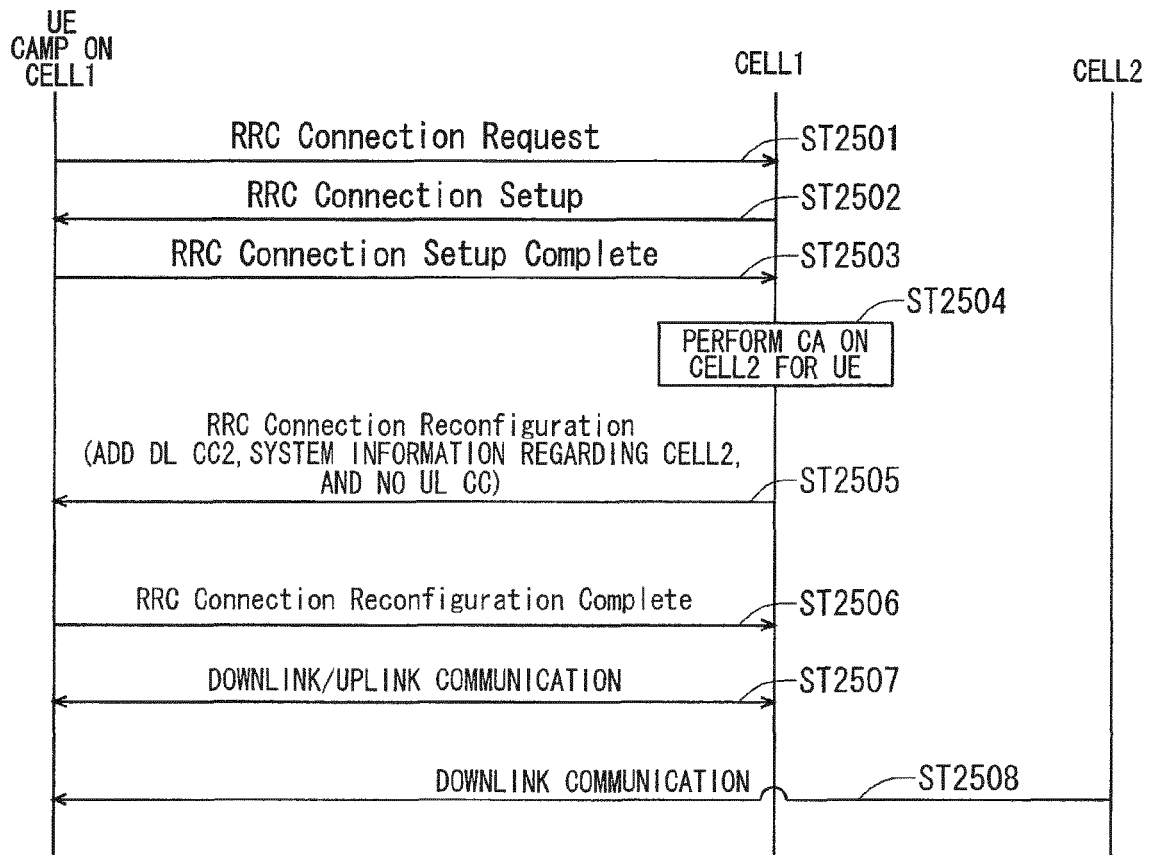 UE
CAMP ON
CELL1
CELL1
CELL2
RRC Connection Request
ST2501
RRC Connection Setup
ST2502
RRC Connection Setup Complete
ST2503
ST2504
PERFORM CA ON
CELL2 FOR UE
RRC Connection Reconfiguration
(ADD DL CC2, SYSTEM INFORMATION REGARDING CELL2,
AND NO UL CC)
ST2505
RRC Connection Reconfiguration Complete
ST2506
DOWNLINK/UPLINK COMMUNICATION
ST2507
DOWNLINK COMMUNICATION
ST2508